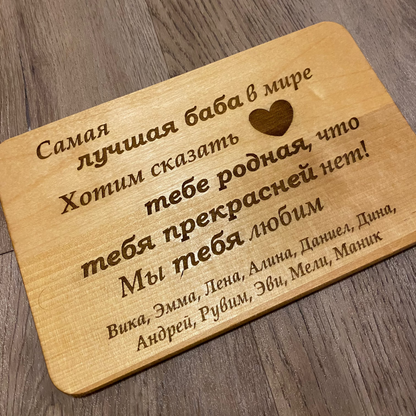 Самая
лучшая баба в мире
Хотим сказать
тебе родная, что
тебя прекрасней нет!
Мы тебя любим
Вика, Эмма, Лена, Алина, Даниел, Дина,
Андрей, Рувим, Эви, Мели, Маник